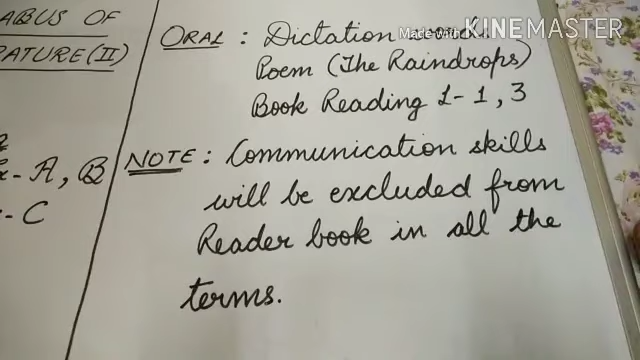 ABUS OF
RATURE (II)
A, B
- C
ORAL : Dictation words
Poem (The Raindrops)
Book Reading L- 1, 3
NOTE : Communication skills
will be excluded from
Reader book in all the
terms.
Made with KINEMASTER